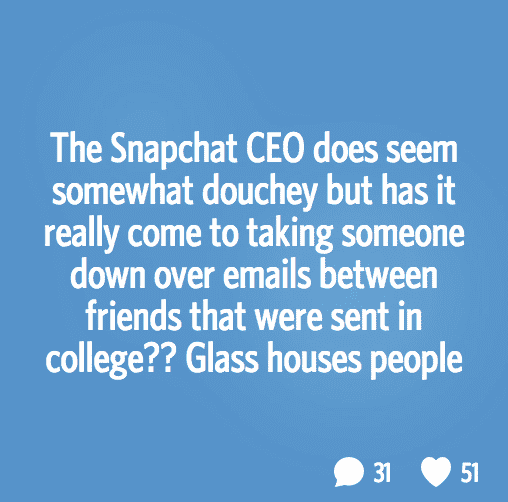 The Snapchat CEO does seem
somewhat douchey but has it
really come to taking someone
down over emails between
friends that were sent in
college?? Glass houses people
31 51